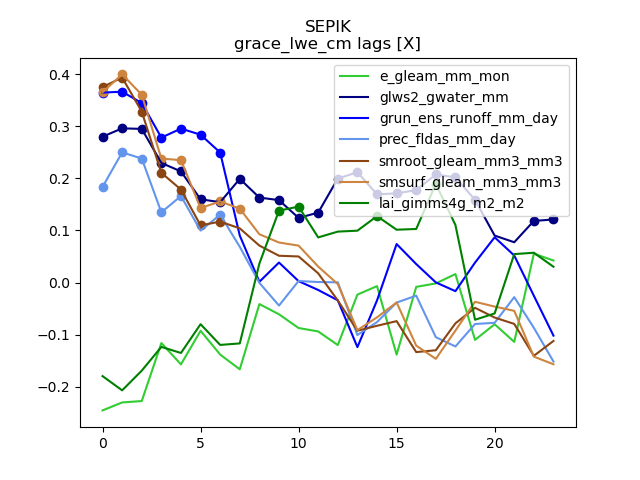 SEPIK
grace_lwe_cm lags [X]
e_gleam_mm_mon
glws2_gwater_mm
grun_ens_runoff_mm_day
prec_fldas_mm_day
smroot_gleam_mm3_mm3
smsurf_gleam_mm3_mm3
lai_gimms4g_m2_m2
0.4
0.3
0.2
0.1
0.0
−0.1
−0.2
0
5
10
15
20